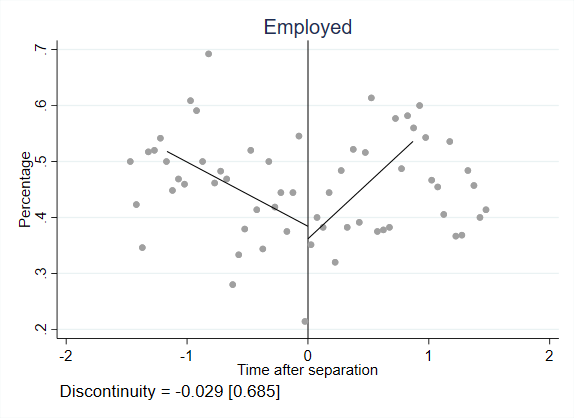 Employed
Percentage
.7
.6
.5
.4
.3
.2
-2 -1 0 1 2
Time after separation
Discontinuity = -0.029 [0.685]